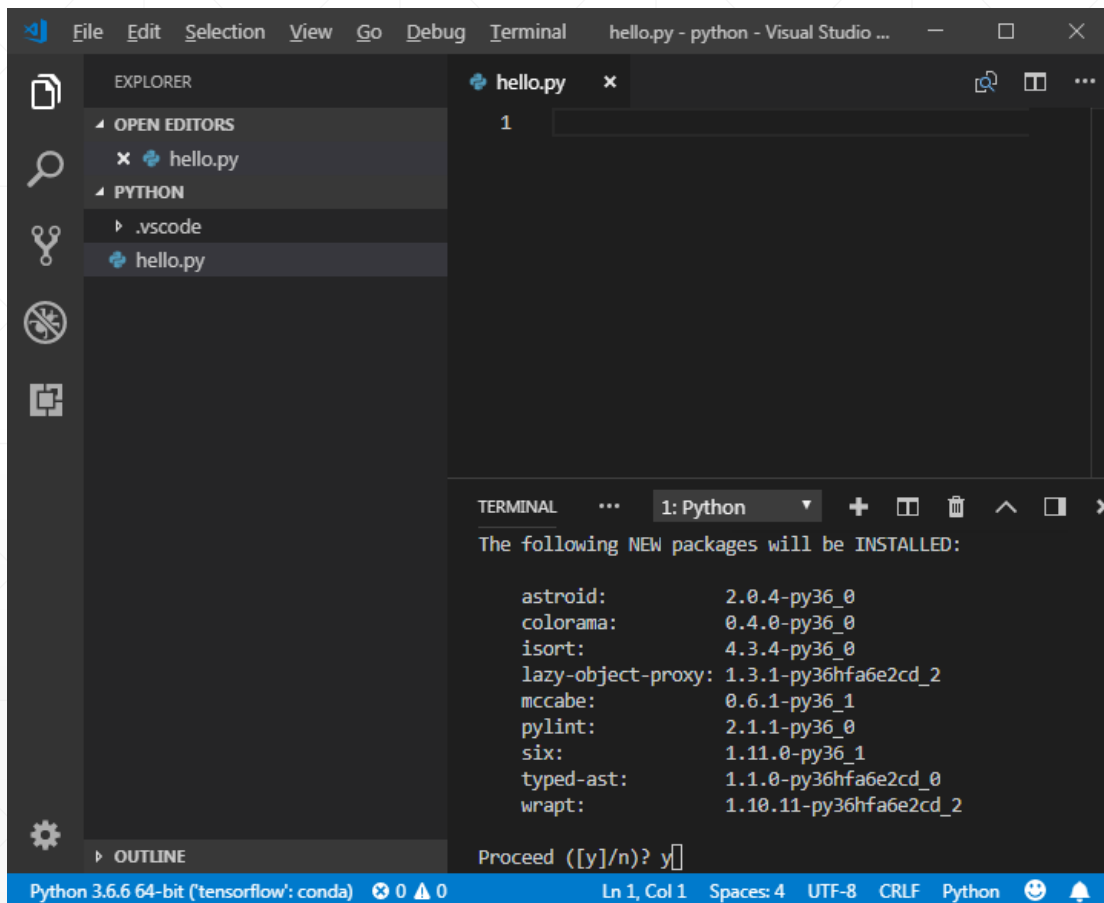 File Edit Selection View Go Debug Terminal hello.py - python - Visual Studio ...
EXPLORER
OPEN EDITORS
hello.py
PYTHON
.vscode
hello.py
OUTLINE
hello.py
1
TERMINAL ... 1: Python
The following NEW packages will be INSTALLED:
astroid: 2.0.4-py36_0
colorama: 0.4.0-py36_0
isort: 4.3.4-py36_0
lazy-object-proxy: 1.3.1-py36hfa6e2cd_2
mccabe: 0.6.1-py36_1
pylint: 2.1.1-py36_0
six: 1.11.0-py36_1
typed-ast: 1.1.0-py36hfa6e2cd_0
wrapt: 1.10.11-py36hfa6e2cd_2
Proceed ([y]/n)? y
Python 3.6.6 64-bit ('tensorflow': conda) 0 0 Ln 1, Col 1 Spaces: 4 UTF-8 CRLF Python